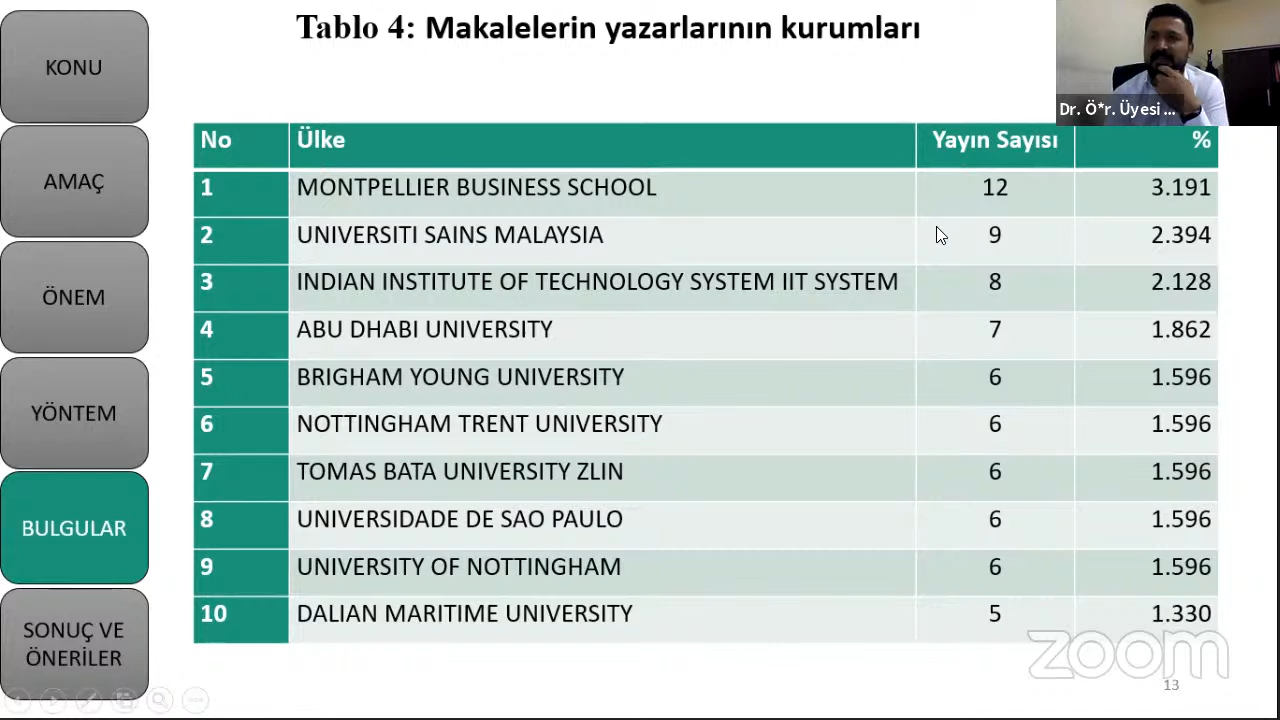 Tablo 4: Makalelerin yazarlarının kurumları
KONU
AMAÇ
ÖNEM
YÖNTEM
BULGULAR
SONUÇ VE
ÖNERİLER
Dr. Ö*r. Üyesi ...
No Ülke Yayın Sayısı %
1 MONTPELLIER BUSINESS SCHOOL 12 3.191
2 UNIVERSITI SAINS MALAYSIA 9 2.394
3 INDIAN INSTITUTE OF TECHNOLOGY SYSTEM IIT SYSTEM 8 2.128
4 ABU DHABI UNIVERSITY 7 1.862
5 BRIGHAM YOUNG UNIVERSITY 6 1.596
6 NOTTINGHAM TRENT UNIVERSITY 6 1.596
7 TOMAS BATA UNIVERSITY ZLIN 6 1.596
8 UNIVERSIDADE DE SAO PAULO 6 1.596
9 UNIVERSITY OF NOTTINGHAM 6 1.596
10 DALIAN MARITIME UNIVERSITY 5 1.330
zoom
13